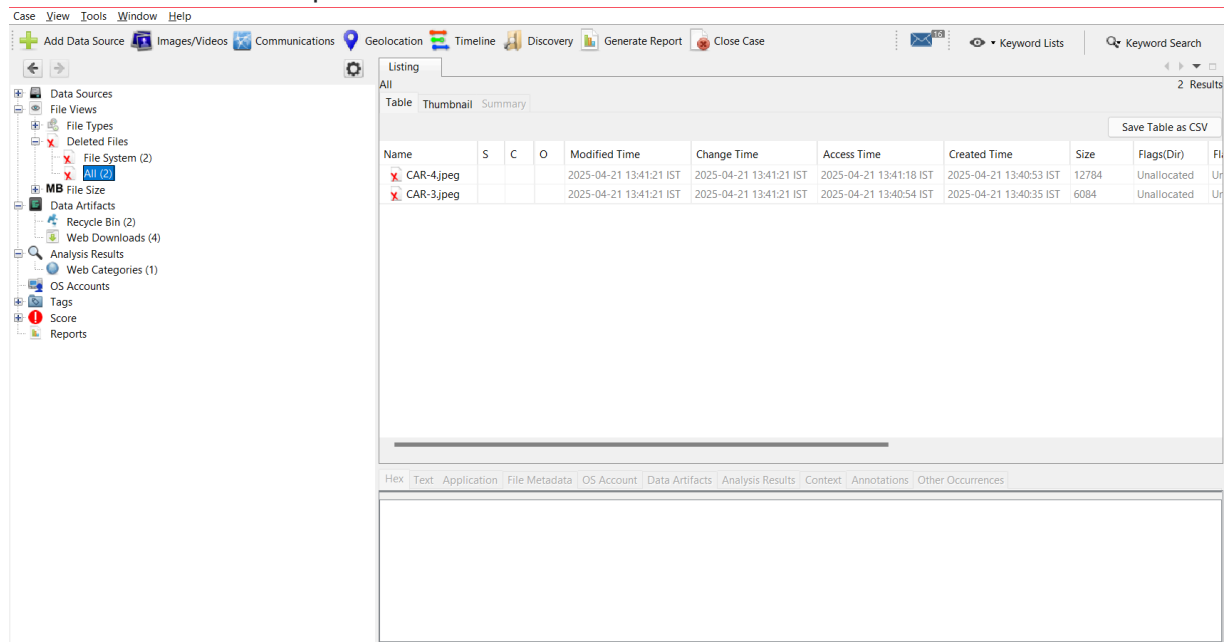 Case View Tools Window Help
Add Data Source Images/Videos Communications Geolocation Timeline Discovery Generate Report Close Case 16 Keyword Lists Keyword Search
Listing
All 2 Results
Table Thumbnail Summary
Save Table as CSV
Data Sources
File Views
File Types
Deleted Files
File System (2)
All (2)
MB File Size
Data Artifacts
Recycle Bin (2)
Web Downloads (4)
Analysis Results
Web Categories (1)
OS Accounts
Tags
Score
Reports
Name S C O Modified Time Change Time Access Time Created Time Size Flags(Dir)
CAR-4.jpeg 2025-04-21 13:41:21 IST 2025-04-21 13:41:21 IST 2025-04-21 13:41:18 IST 2025-04-21 13:40:53 IST 12784 Unallocated
CAR-3.jpeg 2025-04-21 13:41:21 IST 2025-04-21 13:41:21 IST 2025-04-21 13:40:54 IST 2025-04-21 13:40:35 IST 6084 Unallocated
Hex Text Application File Metadata OS Account Data Artifacts Analysis Results Context Annotations Other Occurrences